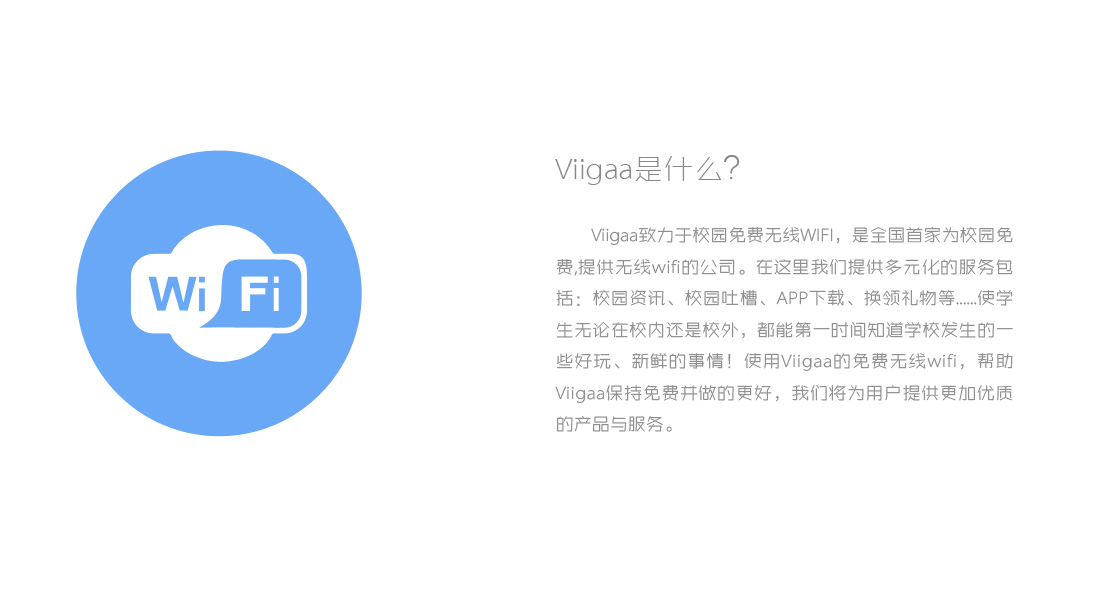 WiFi
Viigaa是什么?
Viigaa致力于校园免费无线WIFI，是全国首家为校园免
费,提供无线wifi的公司。在这里我们提供多元化的服务包
括：校园资讯、校园吐槽、APP下载、换领礼物等......使学
生无论在校内还是校外，都能第一时间知道学校发生的一
些好玩、新鲜的事情！使用Viigaa的免费无线wifi，帮助
Viigaa保持免费并做的更好，我们将为用户提供更加优质
的产品与服务。